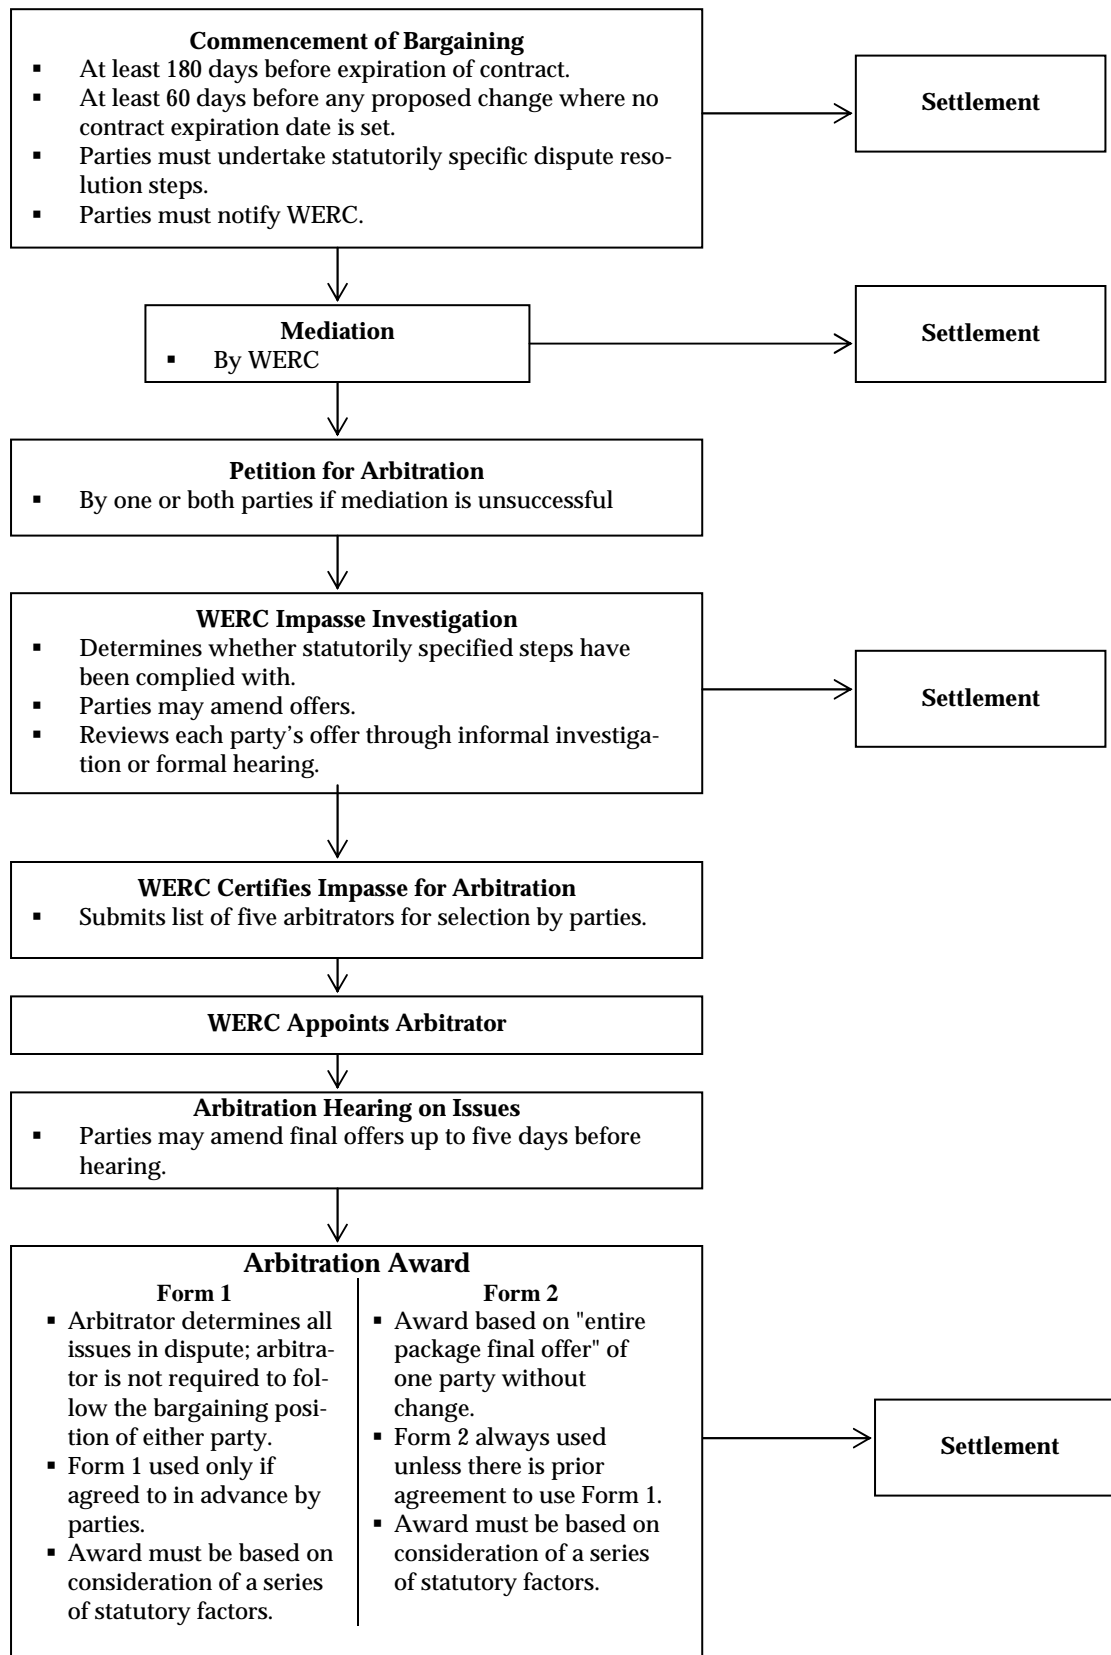 Commencement of Bargaining
▪ At least 180 days before expiration of contract.
▪ At least 60 days before any proposed change where no
contract expiration date is set.
▪ Parties must undertake statutorily specific dispute reso-
lution steps.
▪ Parties must notify WERC.
Settlement
Mediation
▪ By WERC
Settlement
Petition for Arbitration
▪ By one or both parties if mediation is unsuccessful
WERC Impasse Investigation
▪ Determines whether statutorily specified steps have
been complied with.
▪ Parties may amend offers.
▪ Reviews each party's offer through informal investiga-
tion or formal hearing.
Settlement
WERC Certifies Impasse for Arbitration
▪ Submits list of five arbitrators for selection by parties.
WERC Appoints Arbitrator
Arbitration Hearing on Issues
▪ Parties may amend final offers up to five days before
hearing.
Arbitration Award
Form 1
▪ Arbitrator determines all
issues in dispute; arbitra-
tor is not required to fol-
low the bargaining posi-
tion of either party.
▪ Form 1 used only if
agreed to in advance by
parties.
▪ Award must be based on
consideration of a series
of statutory factors.
Form 2
▪ Award based on "entire
package final offer" of
one party without
change.
▪ Form 2 always used
unless there is prior
agreement to use Form 1.
▪ Award must be based on
consideration of a series
of statutory factors.
Settlement